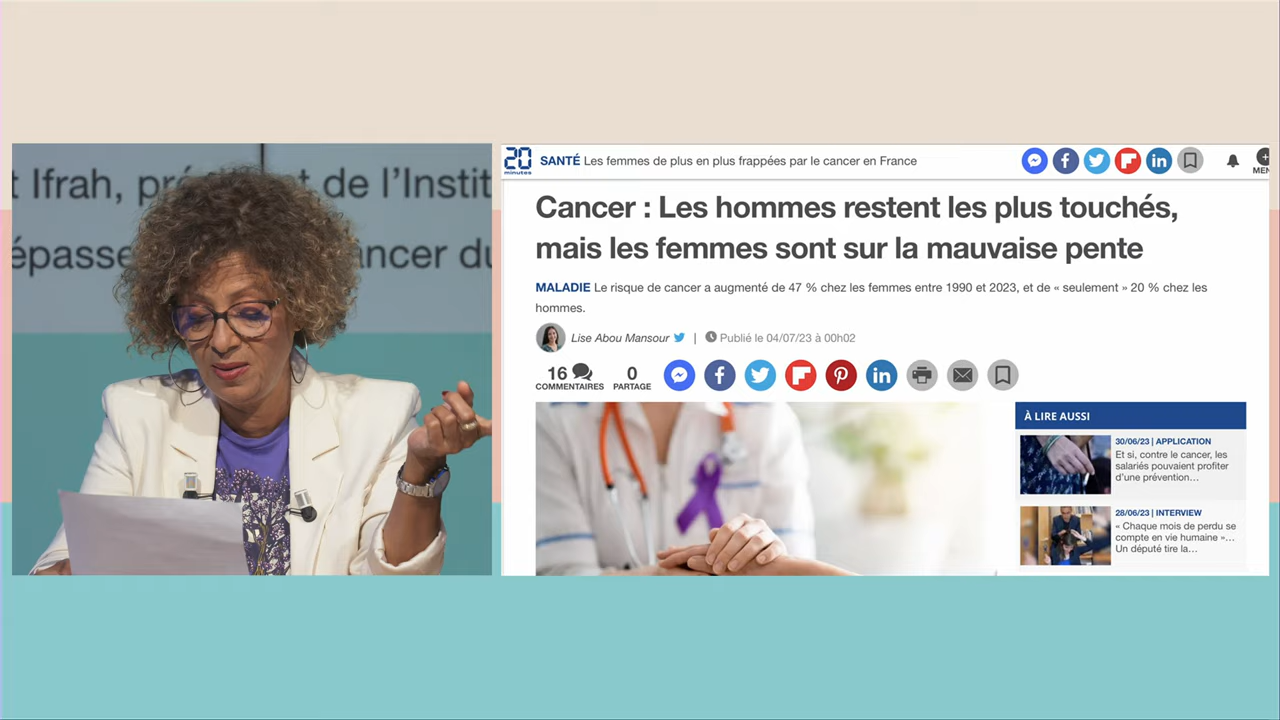 t Ifrah, pré
t de l'Instit
épasse
ancer du
20
minutes
SANTÉ Les femmes de plus en plus frappées par le cancer en France
MEN
Cancer : Les hommes restent les plus touchés,
mais les femmes sont sur la mauvaise pente
MALADIE Le risque de cancer a augmenté de 47 % chez les femmes entre 1990 et 2023, et de « seulement » 20 % chez les
hommes.
Lise Abou Mansour | Publié le 04/07/23 à 00h02
16
COMMENTAIRES
0
PARTAGE
À LIRE AUSSI
30/06/23 | APPLICATION
Et si, contre le cancer, les
salariés pouvaient profiter
d'une prévention…
28/06/23 | INTERVIEW
« Chaque mois de perdu se
compte en vie humaine »…
Un député tire la…